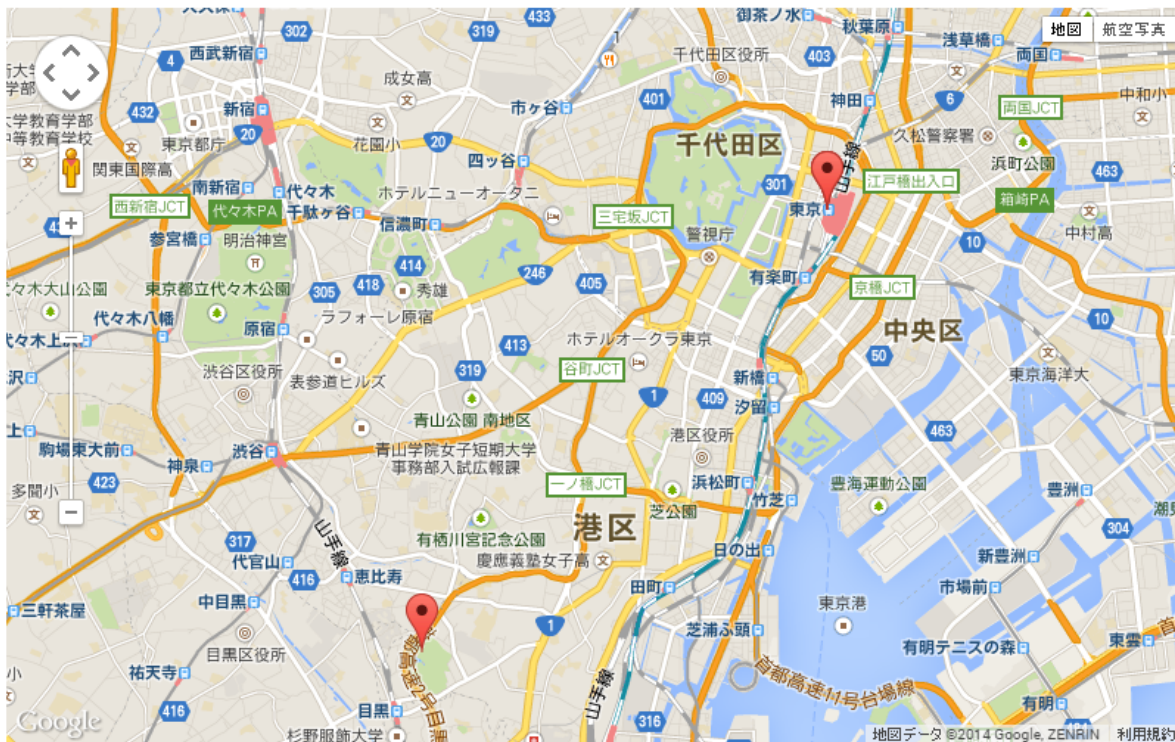 433
御茶ノ水
秋葉原
302
319
地図
航空写真
西武新宿
浅草橋
両国
4
1
千代田区役所
403
成女高
401
神田
6
両国JCT
中和小
新宿
432
市ヶ谷
大学教育学部
中等教育学校
20
東京都庁
花園小
20
千代田区
久松警察署
関東国際高
四ッ谷
浜町公園
463
南新宿
代々木
ホテルニューオータニ
301
山手線
江戸橋出入口
西新宿JCT
代々木PA
千駄ケ谷
信濃町
三宅坂JCT
東京
箱崎PA
参宮橋
明治神宮
警視庁
10
中村高
414
246
405
有楽町
京橋JCT
代々木大山公園
東京都立代々木公園
305
418
秀雄
代々木八幡
原宿
ラフォーレ原宿
ホテルオークラ東京
中央区
10
代々木上
413
50
渋谷区役所
表参道ヒルズ
319
谷町JCT
新橋
東京海洋大
1
409
汐留
青山公園 南地区
463
港区役所
駒場東大前
神泉
渋谷
青山学院女子短期大学
事務部入試広報課
423
多聞小
一ノ橋JCT
浜松町
竹芝
豊海運動公園
豊洲
芝公園
港区
304
317
山手線
有栖川宮記念公園
慶應義塾女子高
日の出
新豊洲
代官山
416
恵比寿
田町
市場前
三軒茶屋
中目黒
東京港
1
芝浦ふ頭
目黒区役所
有明テニスの森
東雲
祐天寺
首都高速11号台場線
416
目黒
山手線
316
有明
杉野服飾大学
Google
地図データ ©2014 Google, ZENRIN
利用規約